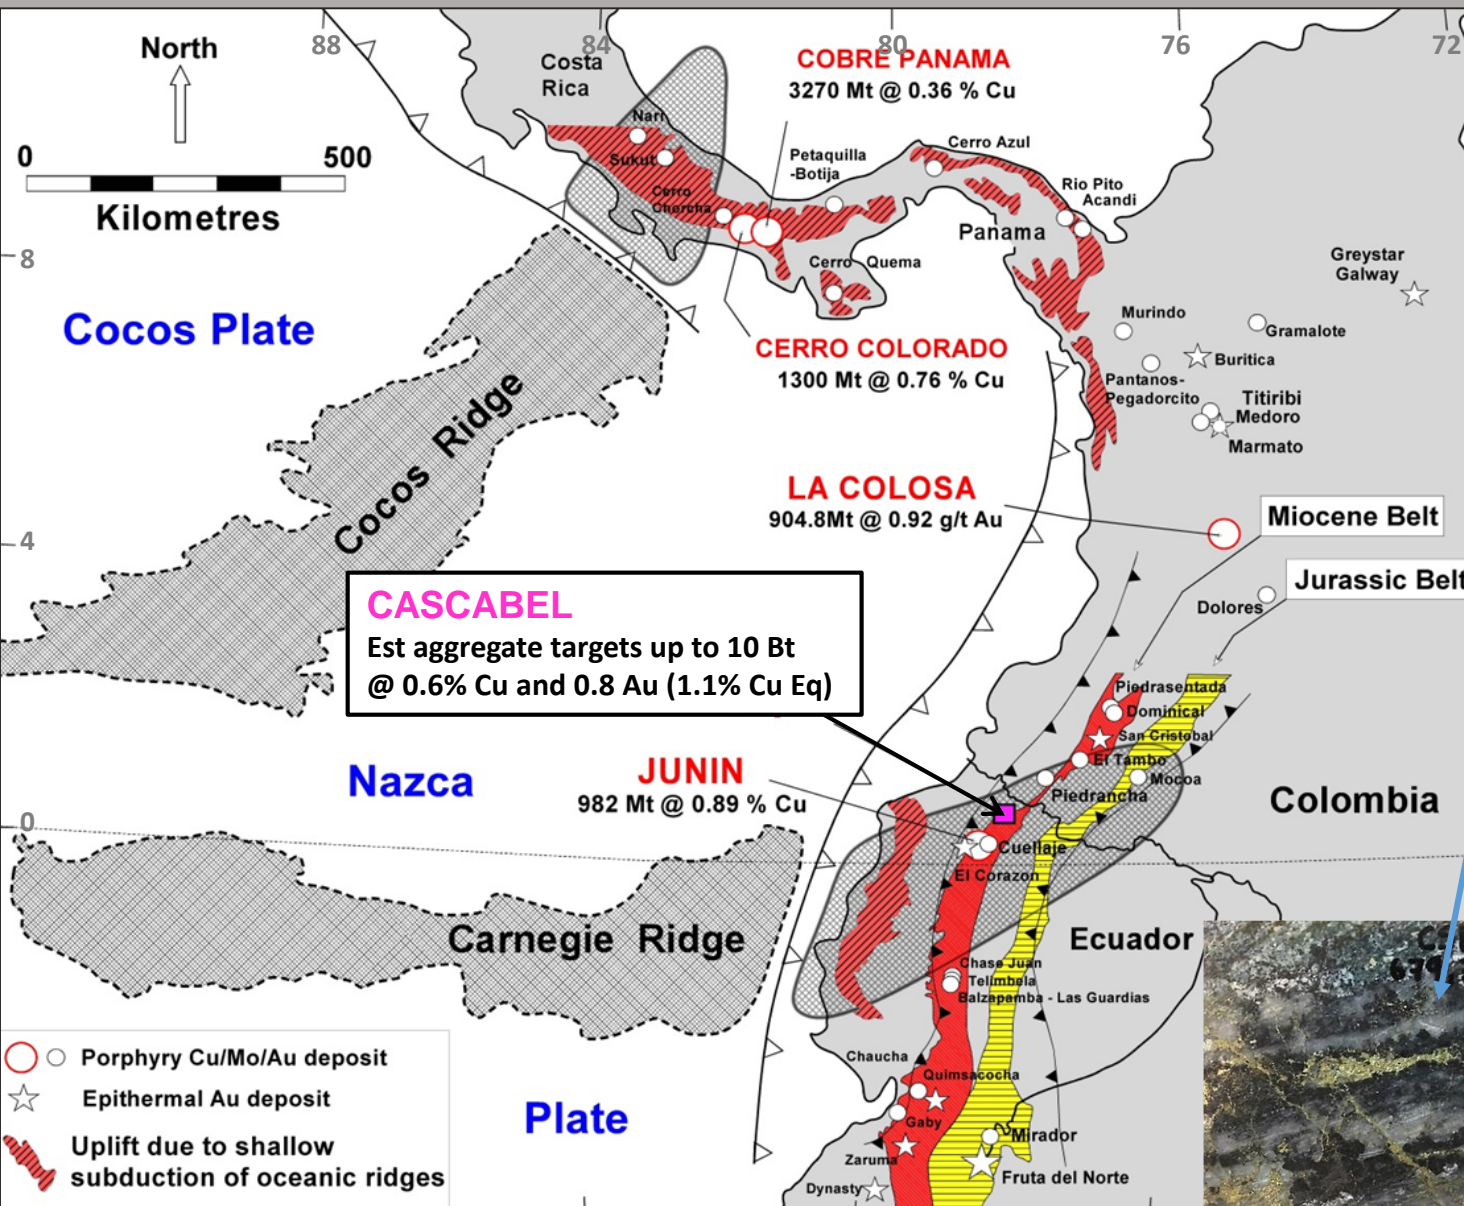 88
84
80
76
72
North
0
500
Kilometres
Costa
Rica
COBRE PANAMA
3270 Mt @ 0.36 % Cu
Nari
Sukut
Cerro
Chorcha
Petaquilla
-Botija
Cerro Azul
Rio Pito
Acandi
Panama
Cerro Quema
8
Greystar
Galway
Cocos Plate
Murindo
Gramalote
CERRO COLORADO
1300 Mt @ 0.76 % Cu
Buritica
Pantanos-
Pegadorcito
Titiribi
Medoro
Marmato
Cocos Ridge
LA COLOSA
904.8Mt @ 0.92 g/t Au
Miocene Belt
4
Jurassic Belt
Dolores
CASCABEL
Est aggregate targets up to 10 Bt
@ 0.6% Cu and 0.8 Au (1.1% Cu Eq)
Piedrasentada
Dominical
San Cristobal
El Tambo
Mocoa
Piedrancha
JUNIN
982 Mt @ 0.89 % Cu
Nazca
Colombia
0
Cuellaje
El Corazon
Carnegie Ridge
Ecuador
Chaso Juan
Telimbela
Balzapamba - Las Guardias
Chaucha
Quimsacocha
Gaby
Plate
Mirador
Zaruma
Fruta del Norte
Dynasty
Porphyry Cu/Mo/Au deposit
Epithermal Au deposit
Uplift due to shallow
subduction of oceanic ridges